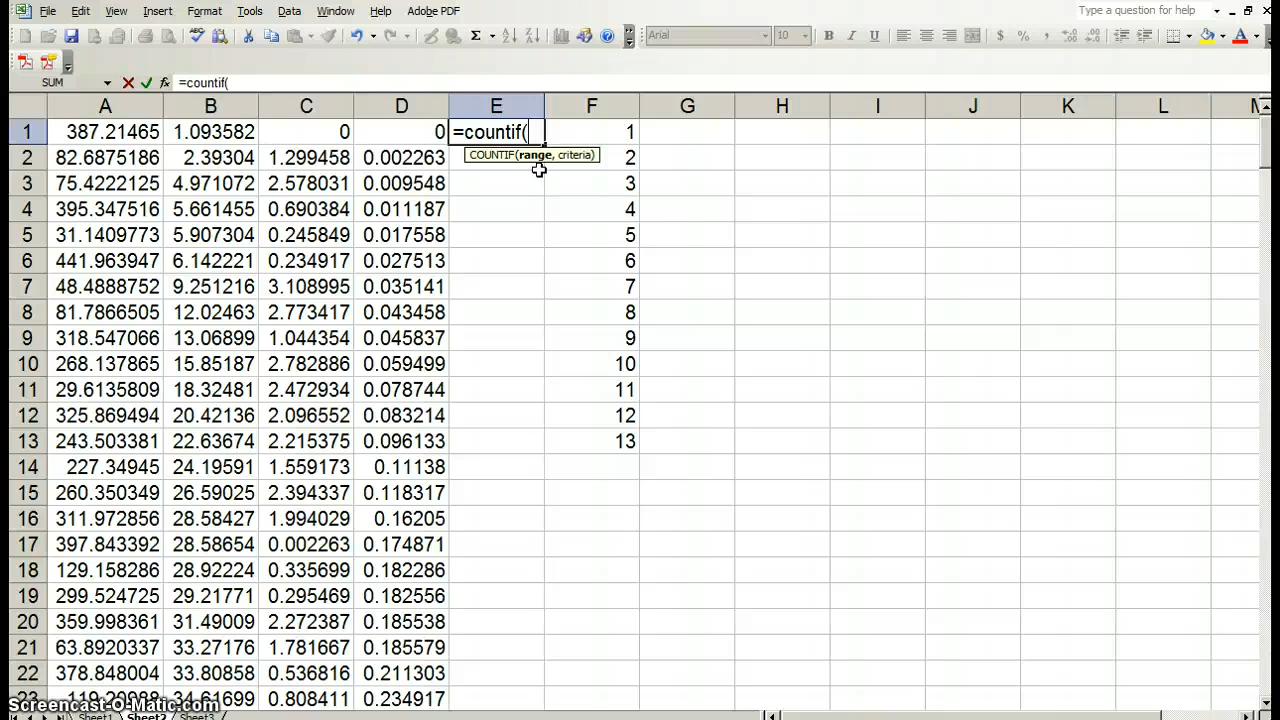 File Edit View Insert Format Tools Data Window Help Adobe PDF Type a question for help
Σ Arial 10 B I U $ % ,
SUM =countif(
A B C D E F G H I J K L M
1 387.21465 1.093582 0 0 =countif( 1
COUNTIF(range, criteria)
2 82.6875186 2.39304 1.299458 0.002263 2
3 75.4222125 4.971072 2.578031 0.009548 3
4 395.347516 5.661455 0.690384 0.011187 4
5 31.1409773 5.907304 0.245849 0.017558 5
6 441.963947 6.142221 0.234917 0.027513 6
7 48.4888752 9.251216 3.108995 0.035141 7
8 81.7866505 12.02463 2.773417 0.043458 8
9 318.547066 13.06899 1.044354 0.045837 9
10 268.137865 15.85187 2.782886 0.059499 10
11 29.6135809 18.32481 2.472934 0.078744 11
12 325.869494 20.42136 2.096552 0.083214 12
13 243.503381 22.63674 2.215375 0.096133 13
14 227.34945 24.19591 1.559173 0.11138
15 260.350349 26.59025 2.394337 0.118317
16 311.972856 28.58427 1.994029 0.16205
17 397.843392 28.58654 0.002263 0.174871
18 129.158286 28.92224 0.335699 0.182286
19 299.524725 29.21771 0.295469 0.182556
20 359.998361 31.49009 2.272387 0.185538
21 63.8920337 33.27176 1.781667 0.185579
22 378.848004 33.80858 0.536816 0.211303
23 34.61699 0.808411 0.234917
Screencast-O-Matic.com
Sheet1 Sheet2 Sheet3